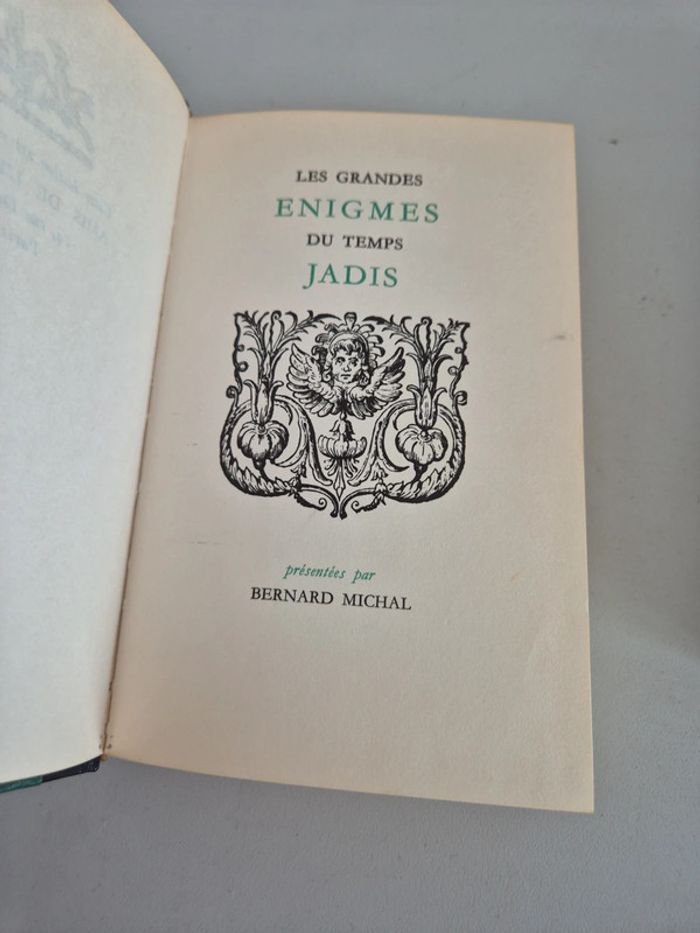 LES GRANDES
ENIGMES
DU TEMPS
JADIS
présentées par
BERNARD MICHAL